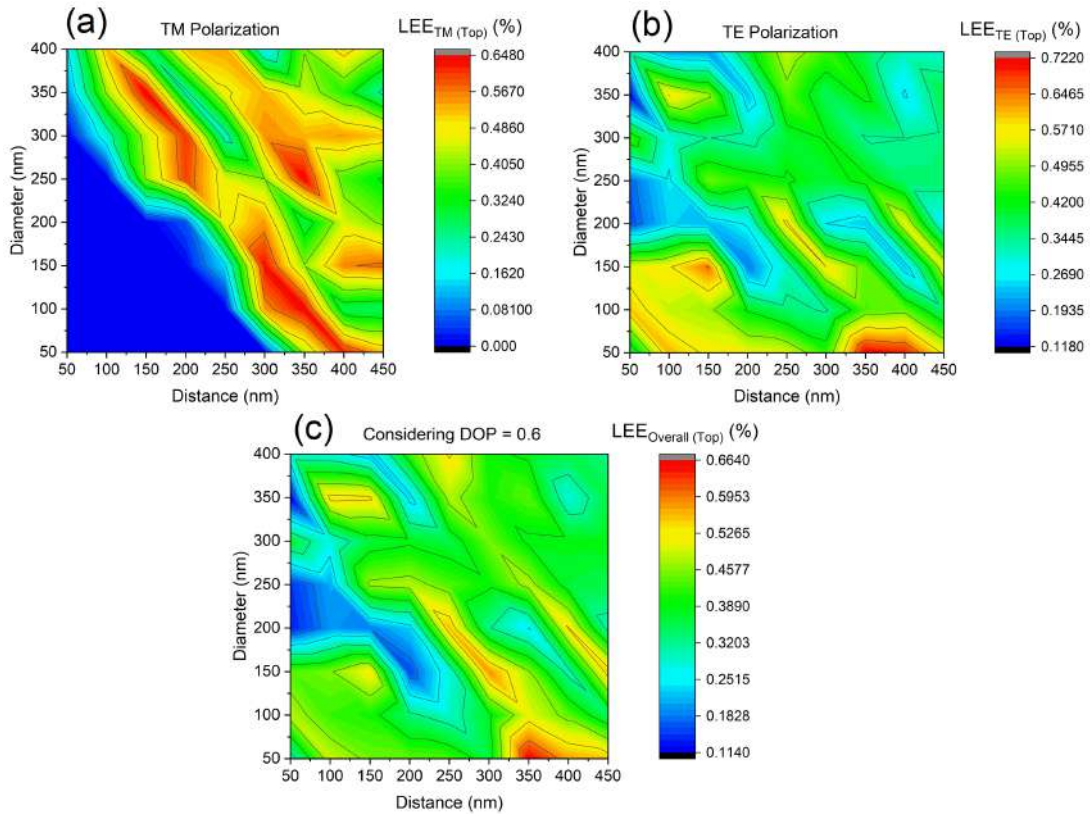 (a)
TM Polarization
LEE TM (Top) (%)
400
350
300
250
200
150
100
50
Diameter (nm)
50 100 150 200 250 300 350 400 450
Distance (nm)
0.6480
0.5670
0.4860
0.4050
0.3240
0.2430
0.1620
0.08100
0.000
(b)
TE Polarization
LEE TE (Top) (%)
400
350
300
250
200
150
100
50
Diameter (nm)
50 100 150 200 250 300 350 400 450
Distance (nm)
0.7220
0.6465
0.5710
0.4955
0.4200
0.3445
0.2690
0.1935
0.1180
(c)
Considering DOP = 0.6
LEE Overall (Top) (%)
400
350
300
250
200
150
100
50
Diameter (nm)
50 100 150 200 250 300 350 400 450
Distance (nm)
0.6640
0.5953
0.5265
0.4577
0.3890
0.3203
0.2515
0.1828
0.1140